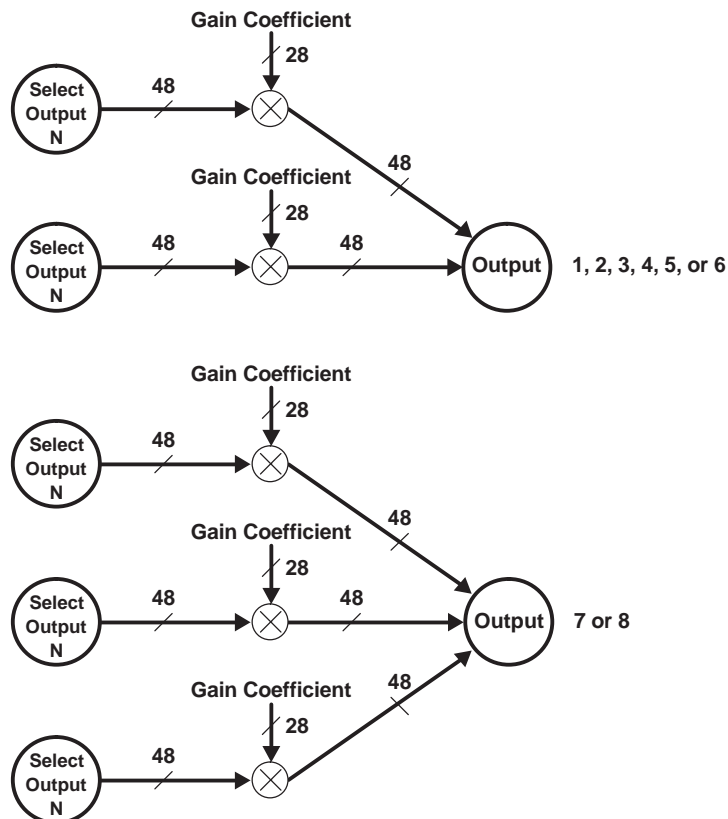 Gain Coefficient
28
Select
Output
N
48
48
Gain Coefficient
28
Select
Output
N
48
48
Output
1, 2, 3, 4, 5, or 6
Gain Coefficient
28
Select
Output
N
48
48
Gain Coefficient
28
Select
Output
N
48
48
Output
7 or 8
Gain Coefficient
28
Select
Output
N
48
48